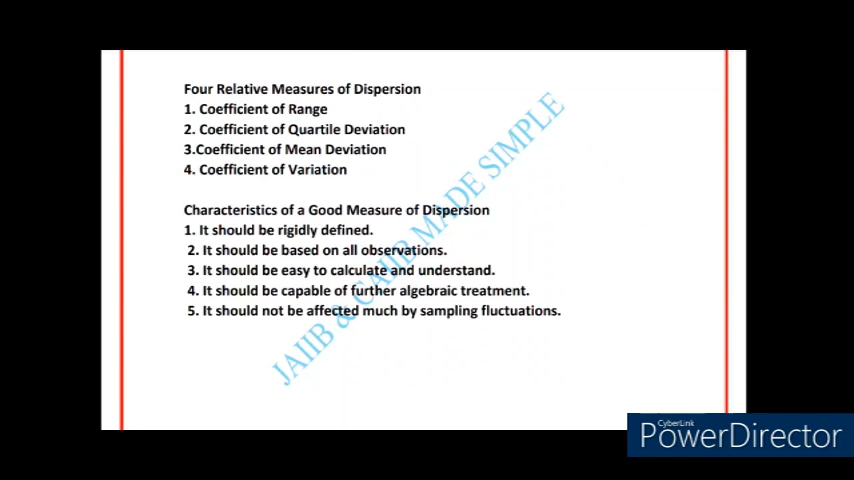 Four Relative Measures of Dispersion
1. Coefficient of Range
2. Coefficient of Quartile Deviation
3.Coefficient of Mean Deviation
4. Coefficient of Variation
Characteristics of a Good Measure of Dispersion
1. It should be rigidly defined.
2. It should be based on all observations.
3. It should be easy to calculate and understand.
4. It should be capable of further algebraic treatment.
5. It should not be affected much by sampling fluctuations.
JAIIB & CAIIB MADE SIMPLE
CyberLink
PowerDirector